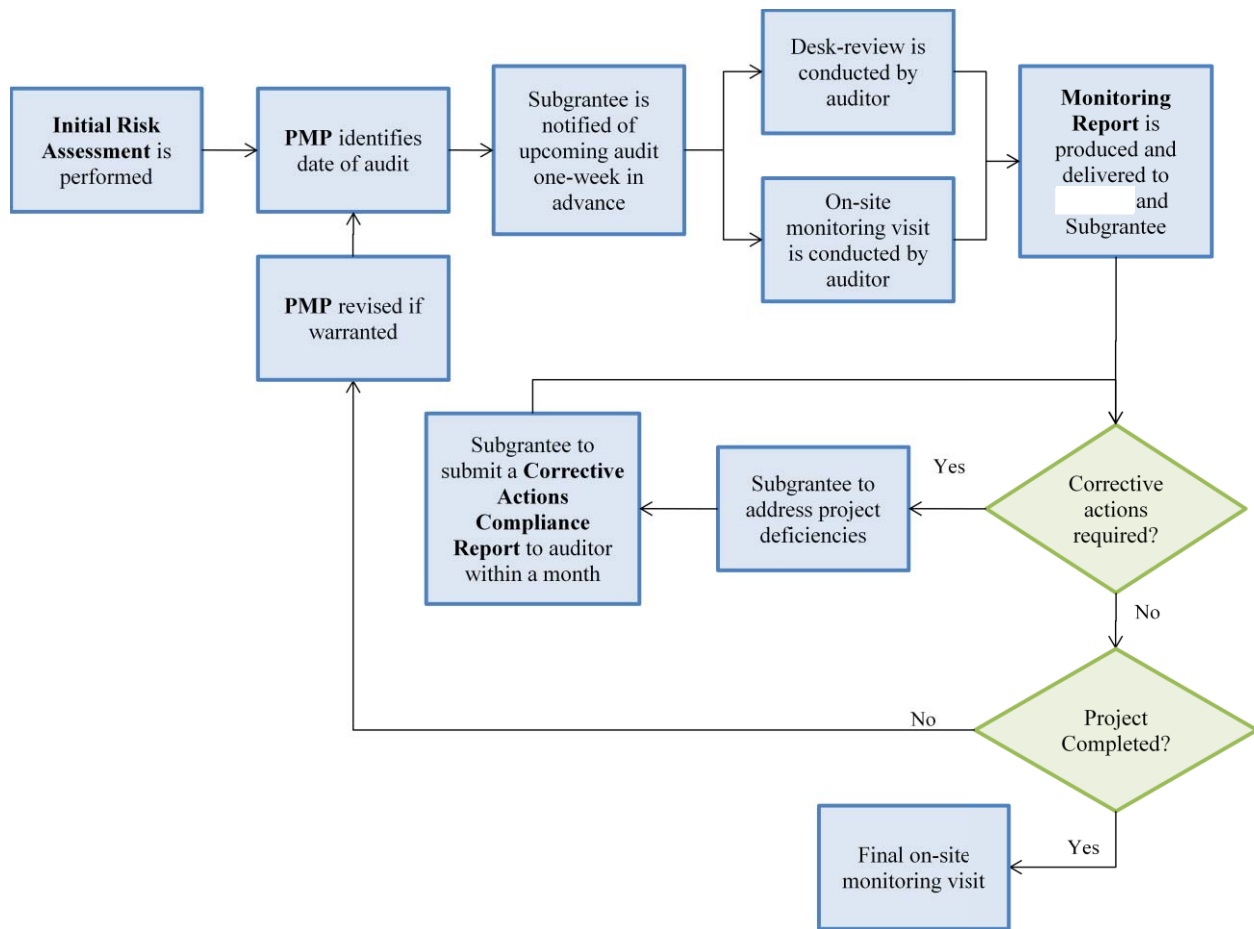 Initial Risk
Assessment is
performed
PMP identifies
date of audit
Subgrantee is
notified of
upcoming audit
one-week in
advance
Desk-review is
conducted by
auditor
On-site
monitoring visit
is conducted by
auditor
Monitoring
Report is
produced and
delivered to
and
Subgrantee
PMP revised if
warranted
Subgrantee to
submit a Corrective
Actions
Compliance
Report to auditor
within a month
Subgrantee to
address project
deficiencies
Yes
Corrective
actions
required?
No
No
Project
Completed?
Yes
Final on-site
monitoring visit